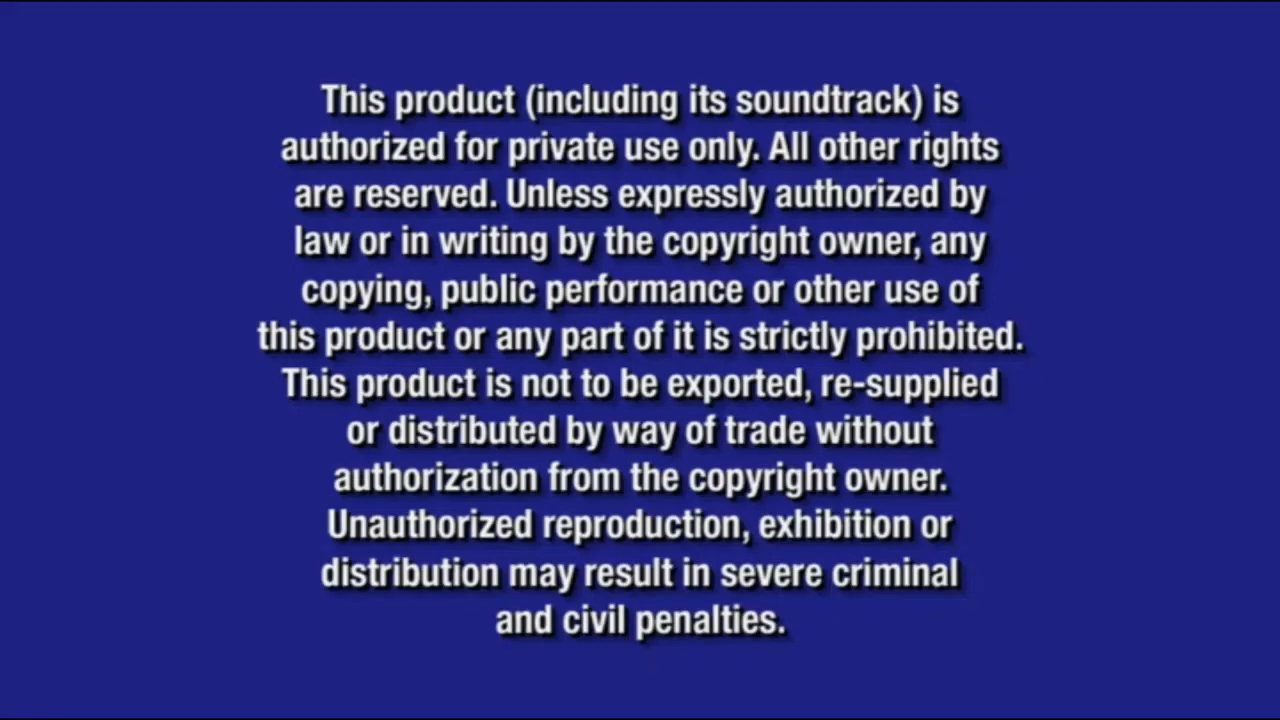 This product (including its soundtrack) is
authorized for private use only. All other rights
are reserved. Unless expressly authorized by
law or in writing by the copyright owner, any
copying, public performance or other use of
this product or any part of it is strictly prohibited.
This product is not to be exported, re-supplied
or distributed by way of trade without
authorization from the copyright owner.
Unauthorized reproduction, exhibition or
distribution may result in severe criminal
and civil penalties.